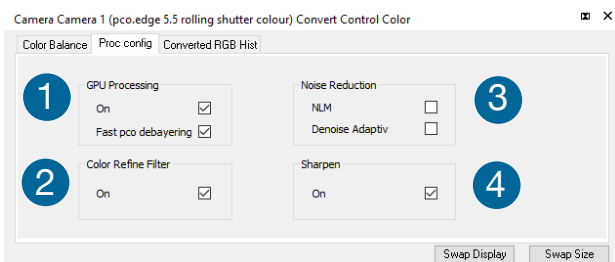 Camera Camera 1 (pco.edge 5.5 rolling shutter colour) Convert Control Color
Color Balance Proc config Converted RGB Hist
1 GPU Processing Noise Reduction 3
On NLM
Fast pco debayering Denoise Adaptiv
2 Color Refine Filter Sharpen 4
On On
Swap Display Swap Size